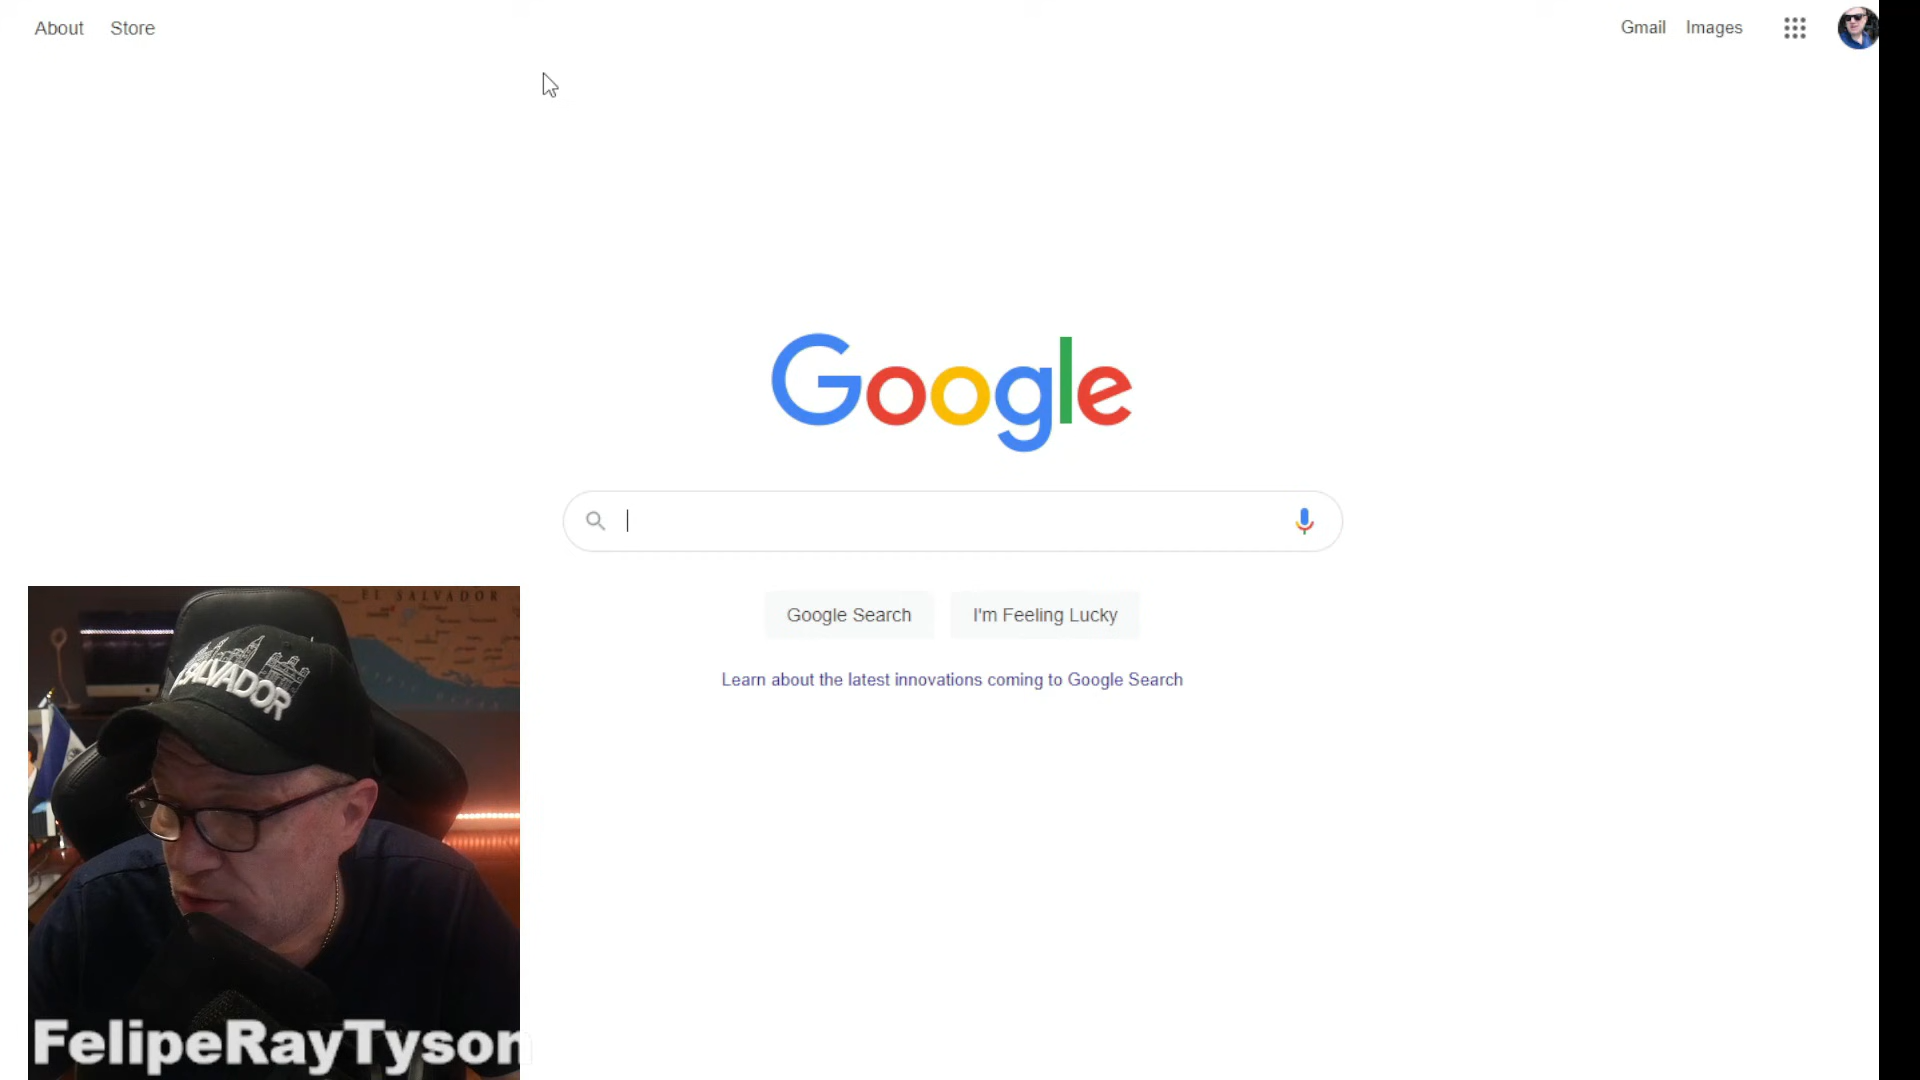 About Store
Gmail Images
Google
Google Search I'm Feeling Lucky
Learn about the latest innovations coming to Google Search
EL SALVADOR
SALVADOR
FelipeRayTyson